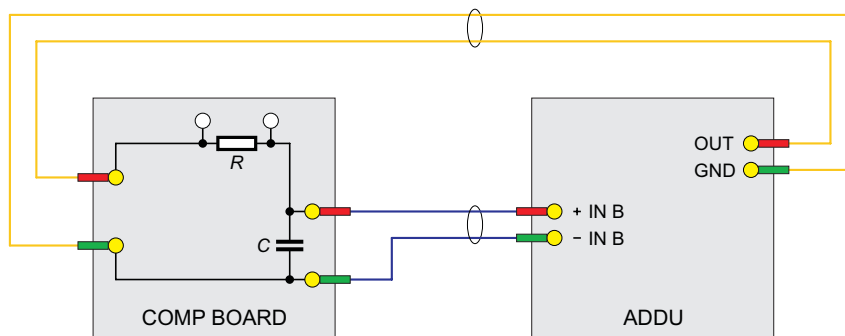 OUT
R
GND
+ IN B
C
− IN B
COMP BOARD
ADDU